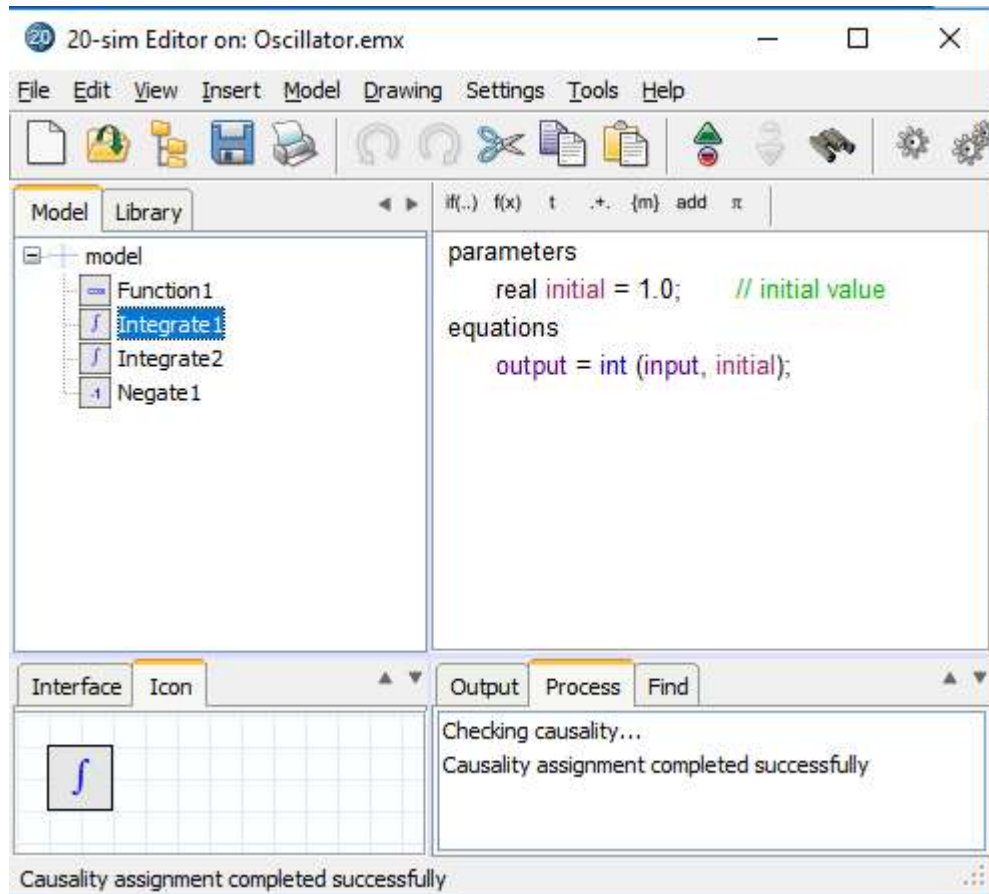 20 20-sim Editor on: Oscillator.emx
File Edit View Insert Model Drawing Settings Tools Help
Model Library
if(..) f(x) t .+. {m} add π
model
Function1
∫ Integrate1
∫ Integrate2
-1 Negate1
parameters
real initial = 1.0; // initial value
equations
output = int (input, initial);
Interface Icon
∫
Output Process Find
Checking causality...
Causality assignment completed successfully
Causality assignment completed successfully